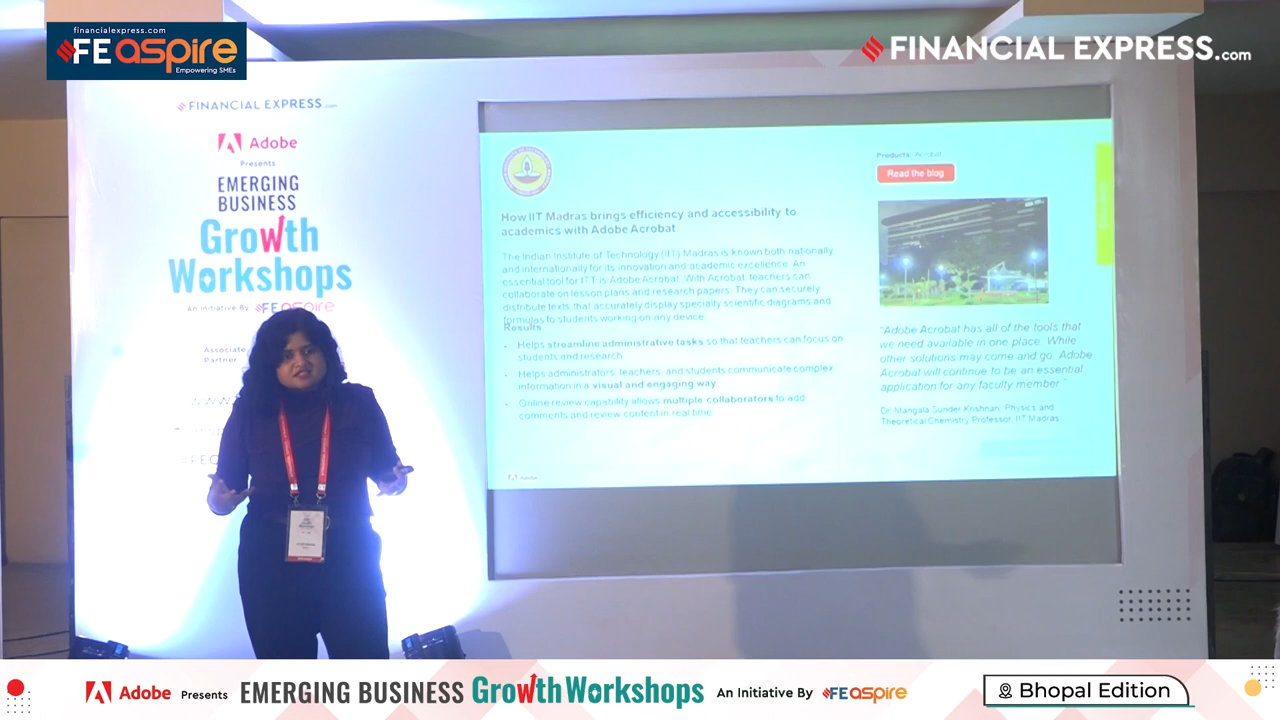 financialexpress.com
FE aspire
Empowering SMEs
FINANCIAL EXPRESS.com
FINANCIAL EXPRESS.com
Adobe
Presents
EMERGING
BUSINESS
Growth
Workshops
An Initiative By FE aspire
Associate
Partner
Products: Acrobat
Read the blog
How IIT Madras brings efficiency and accessibility to
academics with Adobe Acrobat
The Indian Institute of Technology (IIT) Madras is known both nationally
and internationally for its innovation and academic excellence. An
essential tool for ITT is Adobe Acrobat. With Acrobat, teachers can
collaborate on lesson plans and research papers. They can securely
distribute texts that accurately display specialty scientific diagrams and
formulas to students working on any device.
Results
• Helps streamline administrative tasks so that teachers can focus on
students and research
• Helps administrators, teachers, and students communicate complex
information in a visual and engaging way
• Online review capability allows multiple collaborators to add
comments and review content in real time
"Adobe Acrobat has all of the tools that
we need available in one place. While
other solutions may come and go, Adobe
Acrobat will continue to be an essential
application for any faculty member."
Dr. Mangala Sunder Krishnan, Physics and
Theoretical Chemistry Professor, IIT Madras
Adobe
Adobe Presents EMERGING BUSINESS Growth Workshops An Initiative By FE aspire
Bhopal Edition